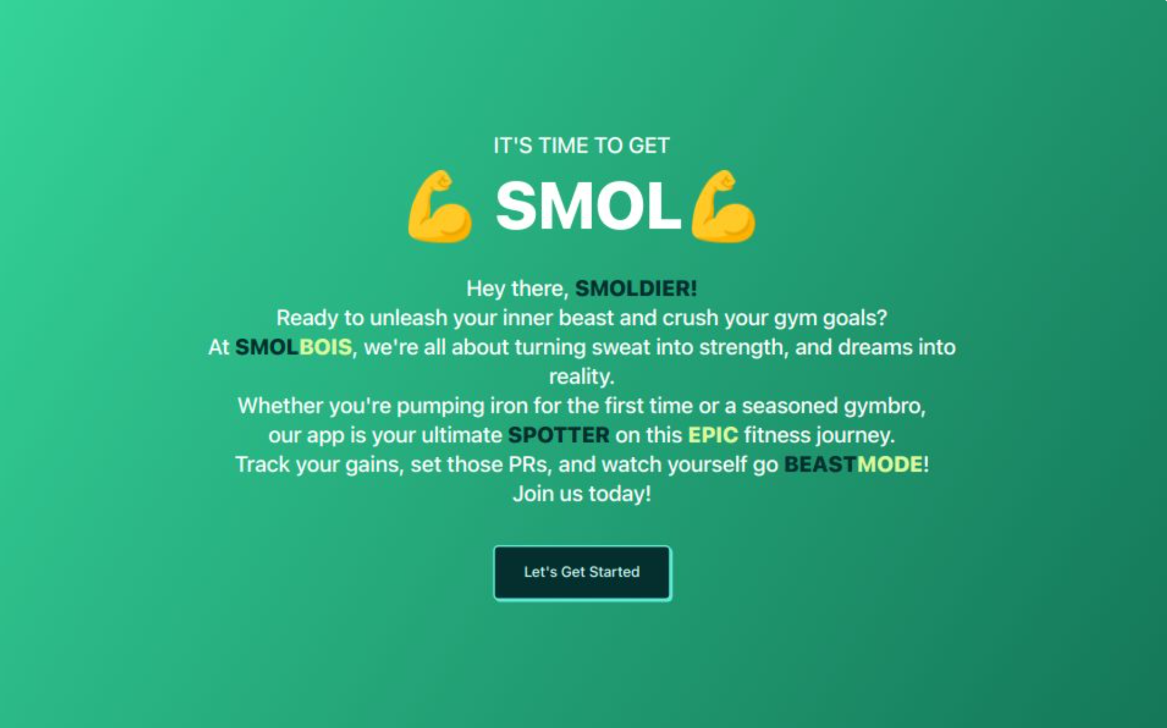 IT'S TIME TO GET
💪 SMOL💪
Hey there, SMOLDIER!
Ready to unleash your inner beast and crush your gym goals?
At SMOLBOIS, we're all about turning sweat into strength, and dreams into
reality.
Whether you're pumping iron for the first time or a seasoned gymbro,
our app is your ultimate SPOTTER on this EPIC fitness journey.
Track your gains, set those PRs, and watch yourself go BEASTMODE!
Join us today!
Let's Get Started